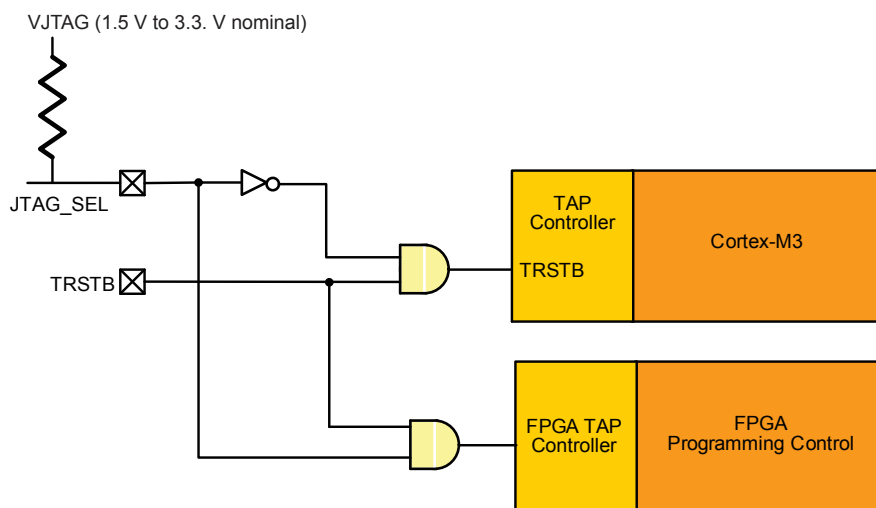 VJTAG (1.5 V to 3.3. V nominal)
JTAG_SEL
TRSTB
TAP
Controller
TRSTB
Cortex-M3
FPGA TAP
Controller
FPGA
Programming Control